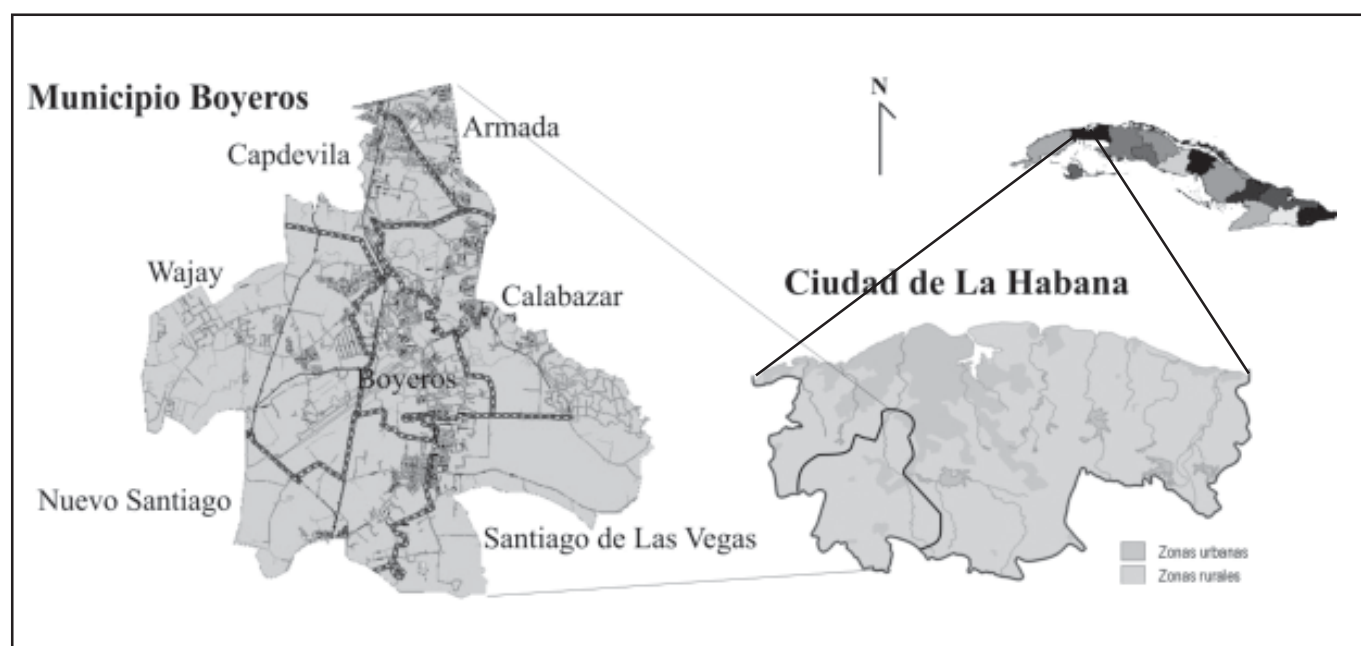 Municipio Boyeros
Armada
Capdevila
Wajay
Calabazar
Boyeros
Nuevo Santiago
Santiago de Las Vegas
N
Ciudad de La Habana
Zonas urbanas
Zonas rurales